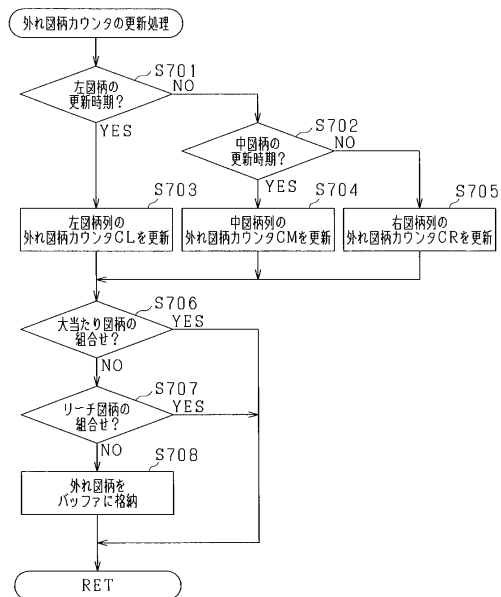 外れ図柄カウンタの更新処理
S701
左図柄の
更新時期?
NO
YES
S702
中図柄の
更新時期?
NO
YES
S703
左図柄列の
外れ図柄カウンタCLを更新
S704
中図柄列の
外れ図柄カウンタCMを更新
S705
右図柄列の
外れ図柄カウンタCRを更新
S706
大当たり図柄の
組合せ?
YES
NO
S707
リーチ図柄の
組合せ?
YES
NO
S708
外れ図柄を
バッファに格納
RET